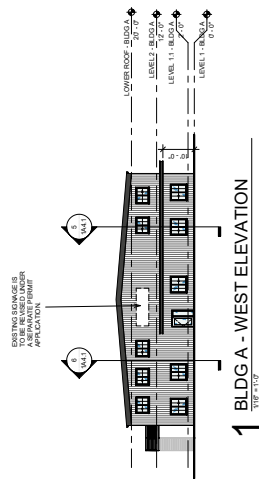 EXISTING SIGNAGE IS
TO BE REVISED UNDER
A SEPARATE PERMIT
APPLICATION.
6
1/A4.1
5
1/A4.1
LOWER ROOF - BLDG A
20' - 0"
LEVEL 2 - BLDG A
12' - 0"
LEVEL 1.1 - BLDG A
LEVEL 1 - BLDG A
0' - 0"
1
BLDG A - WEST ELEVATION
1/16" = 1'-0"